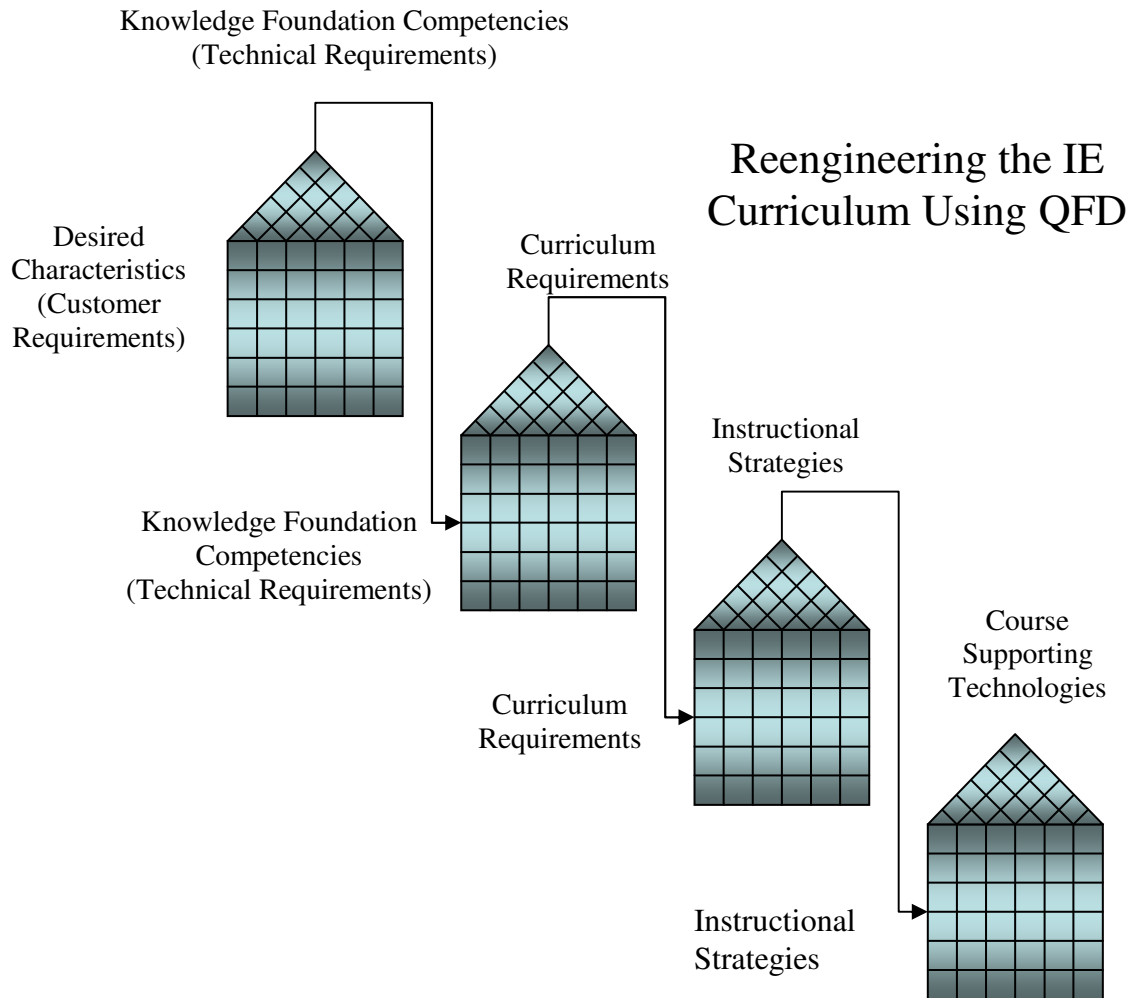 Knowledge Foundation Competencies
(Technical Requirements)
Reengineering the IE
Curriculum Using QFD
Desired
Characteristics
(Customer
Requirements)
Curriculum
Requirements
Instructional
Strategies
Knowledge Foundation
Competencies
(Technical Requirements)
Course
Supporting
Technologies
Curriculum
Requirements
Instructional
Strategies